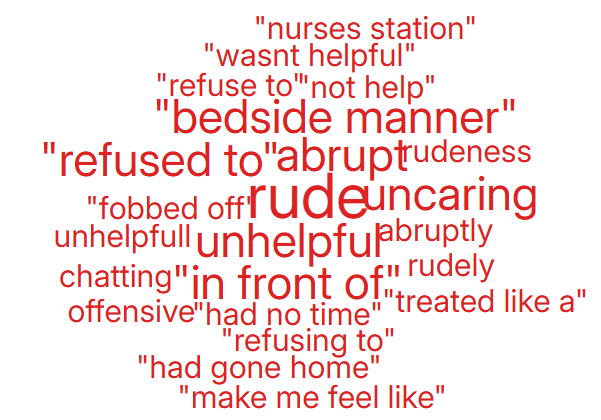 "nurses station"
"wasnt helpful"
"refuse to" "not help"
"bedside manner"
"refused to" abrupt rudeness
"fobbed off" rude uncaring
unhelpfull unhelpful abruptly
chatting "in front of" rudely
offensive "had no time" "treated like a"
"refusing to"
"had gone home"
"make me feel like"